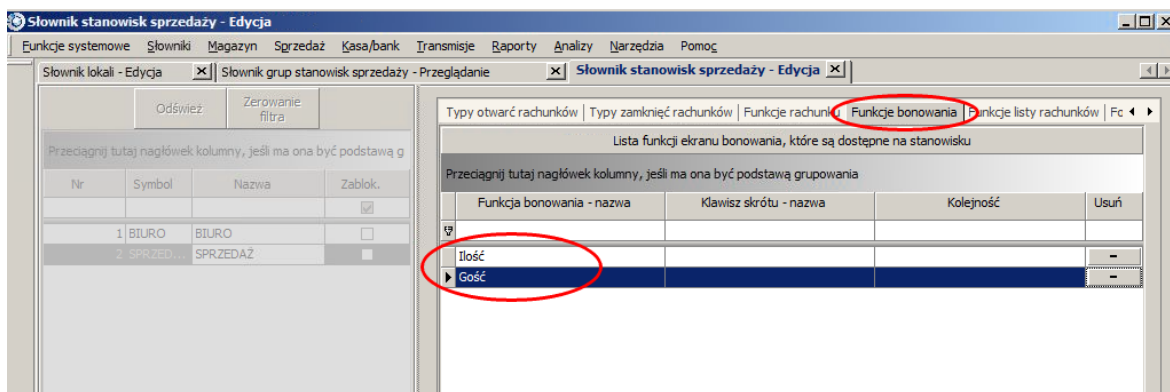 Słownik stanowisk sprzedaży - Edycja
Funkcje systemowe Słowniki Magazyn Sprzedaż Kasa/bank Transmisje Raporty Analizy Narzędzia Pomoc
Słownik lokali - Edycja Słownik grup stanowisk sprzedaży - Przeglądanie Słownik stanowisk sprzedaży - Edycja
Odśwież Zerowanie filtra
Przeciągnij tutaj nagłówek kolumny, jeśli ma ona być podstawą g
Nr Symbol Nazwa Zablok.
1 BIURO BIURO
2 SPRZED... SPRZEDAŻ
Typy otwarć rachunków Typy zamknięć rachunków Funkcje rachunku Funkcje bonowania Funkcje listy rachunków Fc
Lista funkcji ekranu bonowania, które są dostępne na stanowisku
Przeciągnij tutaj nagłówek kolumny, jeśli ma ona być podstawą grupowania
Funkcja bonowania - nazwa Klawisz skrótu - nazwa Kolejność Usuń
Ilość -
Gość -